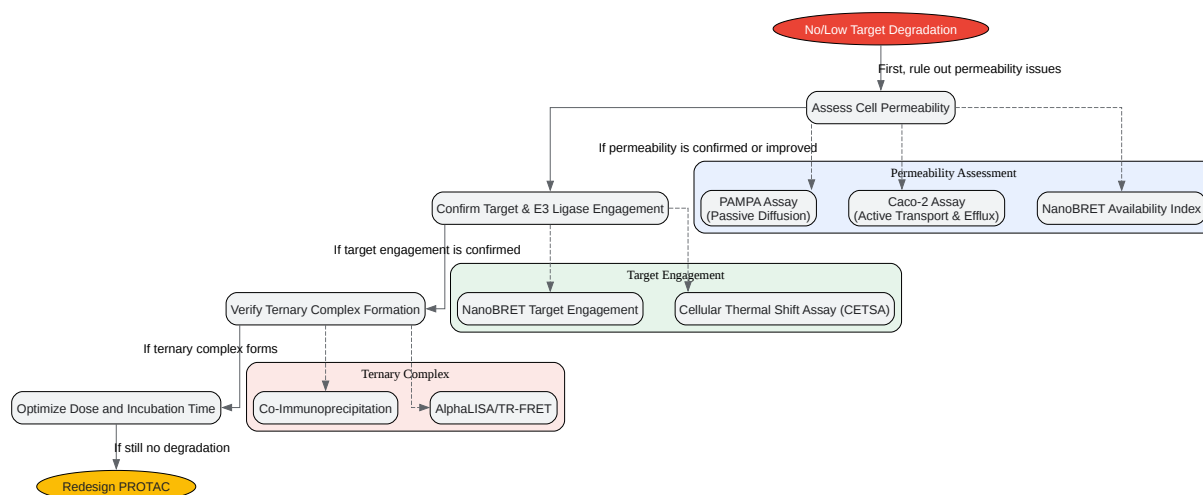 No/Low Target Degradation
First, rule out permeability issues
Assess Cell Permeability
If permeability is confirmed or improved
Permeability Assessment
PAMPA Assay
(Passive Diffusion)
Caco-2 Assay
(Active Transport & Efflux)
NanoBRET Availability Index
Confirm Target & E3 Ligase Engagement
If target engagement is confirmed
Target Engagement
NanoBRET Target Engagement
Cellular Thermal Shift Assay (CETSA)
Verify Ternary Complex Formation
If ternary complex forms
Ternary Complex
Co-Immunoprecipitation
AlphaLISA/TR-FRET
Optimize Dose and Incubation Time
If still no degradation
Redesign PROTAC